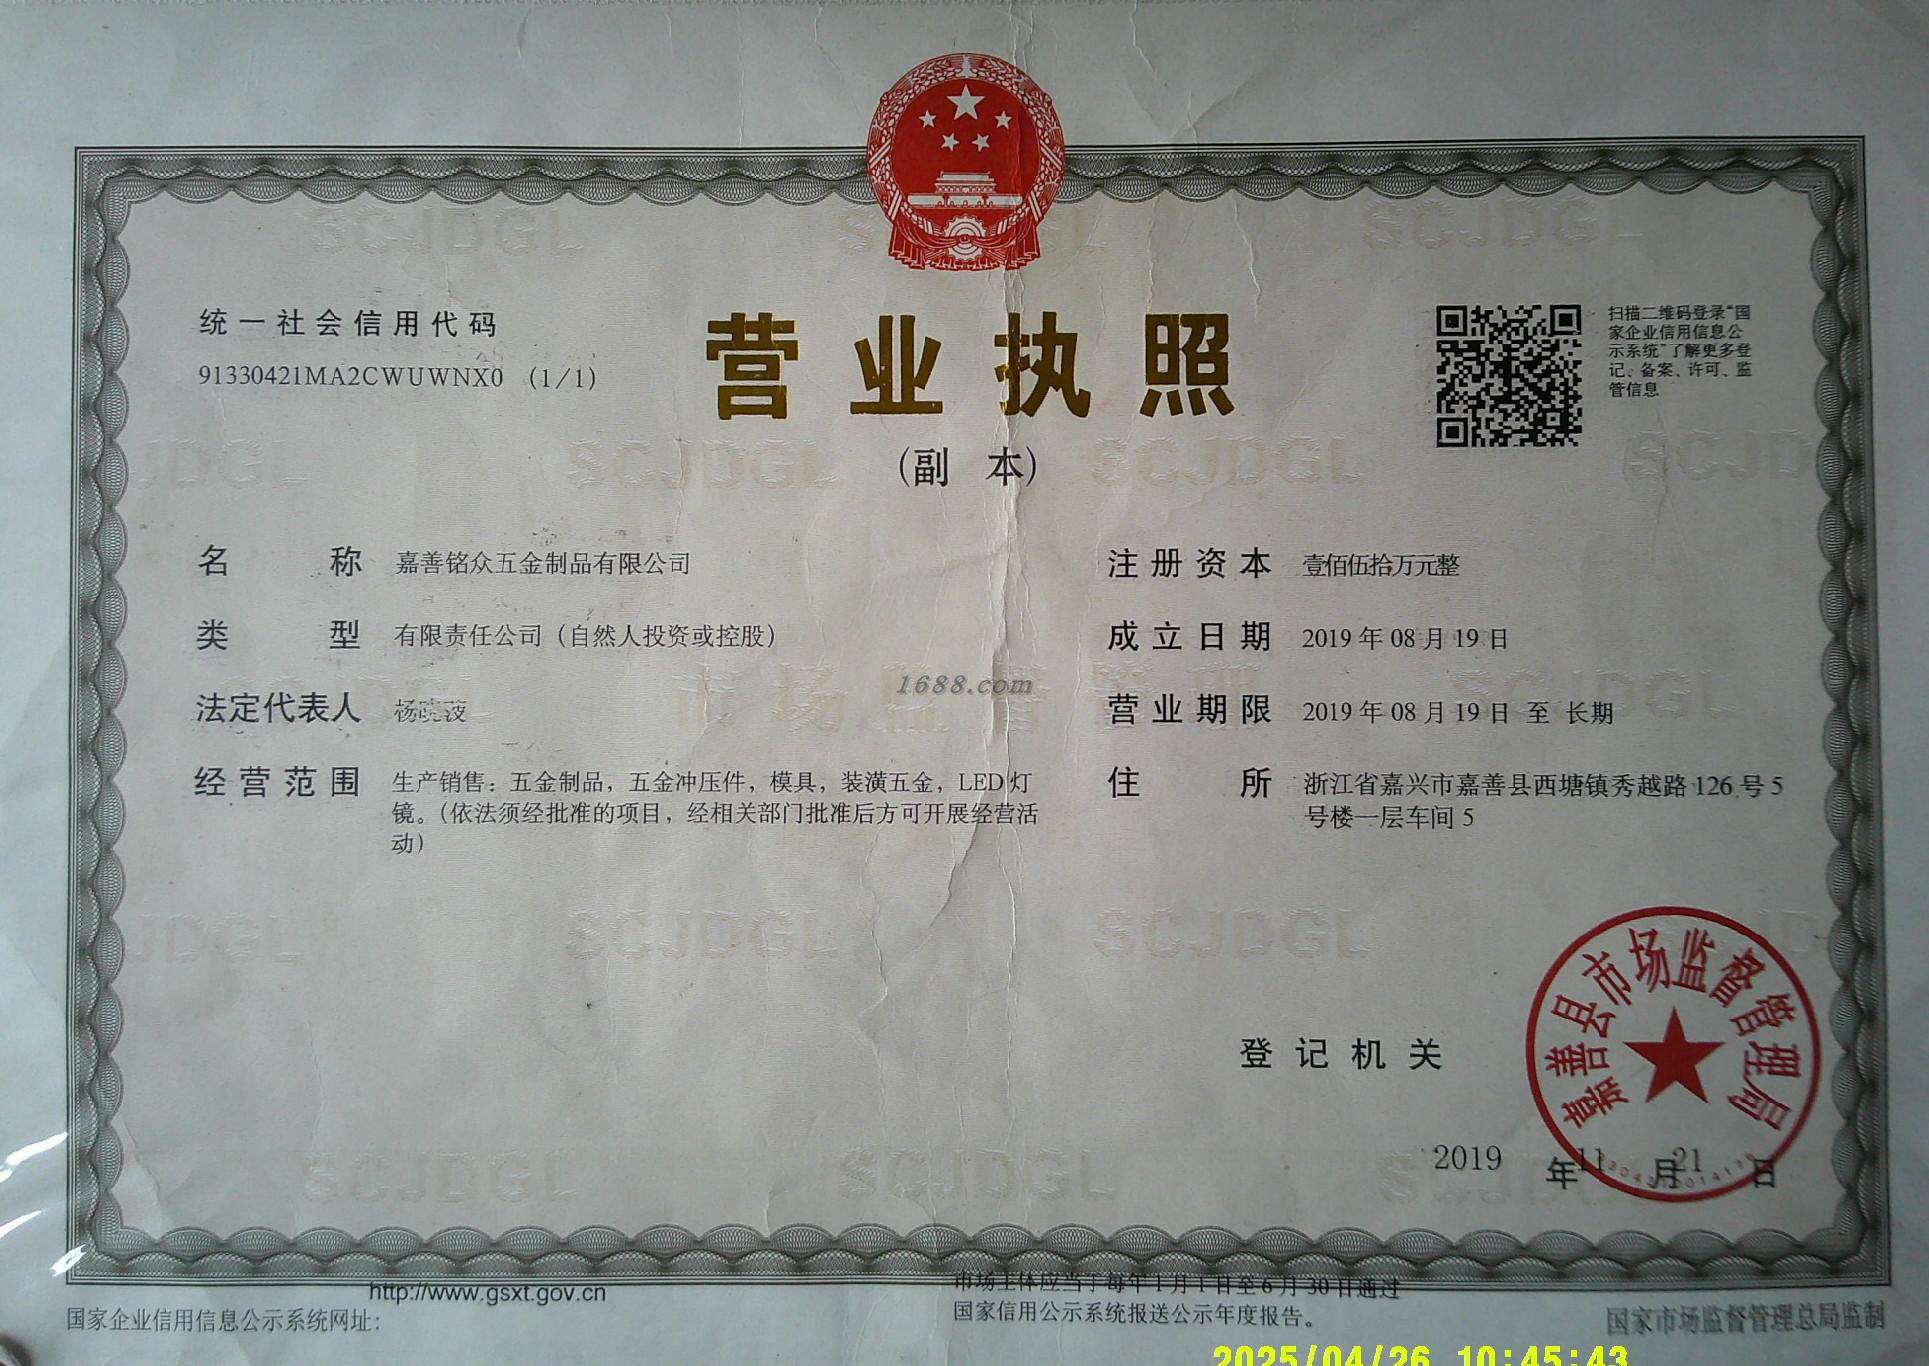 统一社会信用代码
91330421MA2CWUWNX0 (1/1)
营业执照
(副 本)
扫描二维码登录“国
家企业信用信息公
示系统”了解更多登
记、备案、许可、监
管信息
名 称 嘉善铭众五金制品有限公司
类 型 有限责任公司（自然人投资或控股）
法定代表人 杨晓波
经营范围 生产销售：五金制品，五金冲压件，模具，装潢五金，LED灯
镜。（依法须经批准的项目，经相关部门批准后方可开展经营活
动）
注册资本 壹佰伍拾万元整
成立日期 2019年08月19日
营业期限 2019年08月19日 至 长期
住 所 浙江省嘉兴市嘉善县西塘镇秀越路126号5
号楼一层车间5
1688.com
登记机关
嘉善县市场监督管理局
2019 年11月21日
http://www.gsxt.gov.cn
国家企业信用信息公示系统网址：
市场主体应当于每年1月1日至6月30日通过
国家信用公示系统报送公示年度报告。
国家市场监督管理总局监制
2025/04/26 10:45:43
SCJDGL